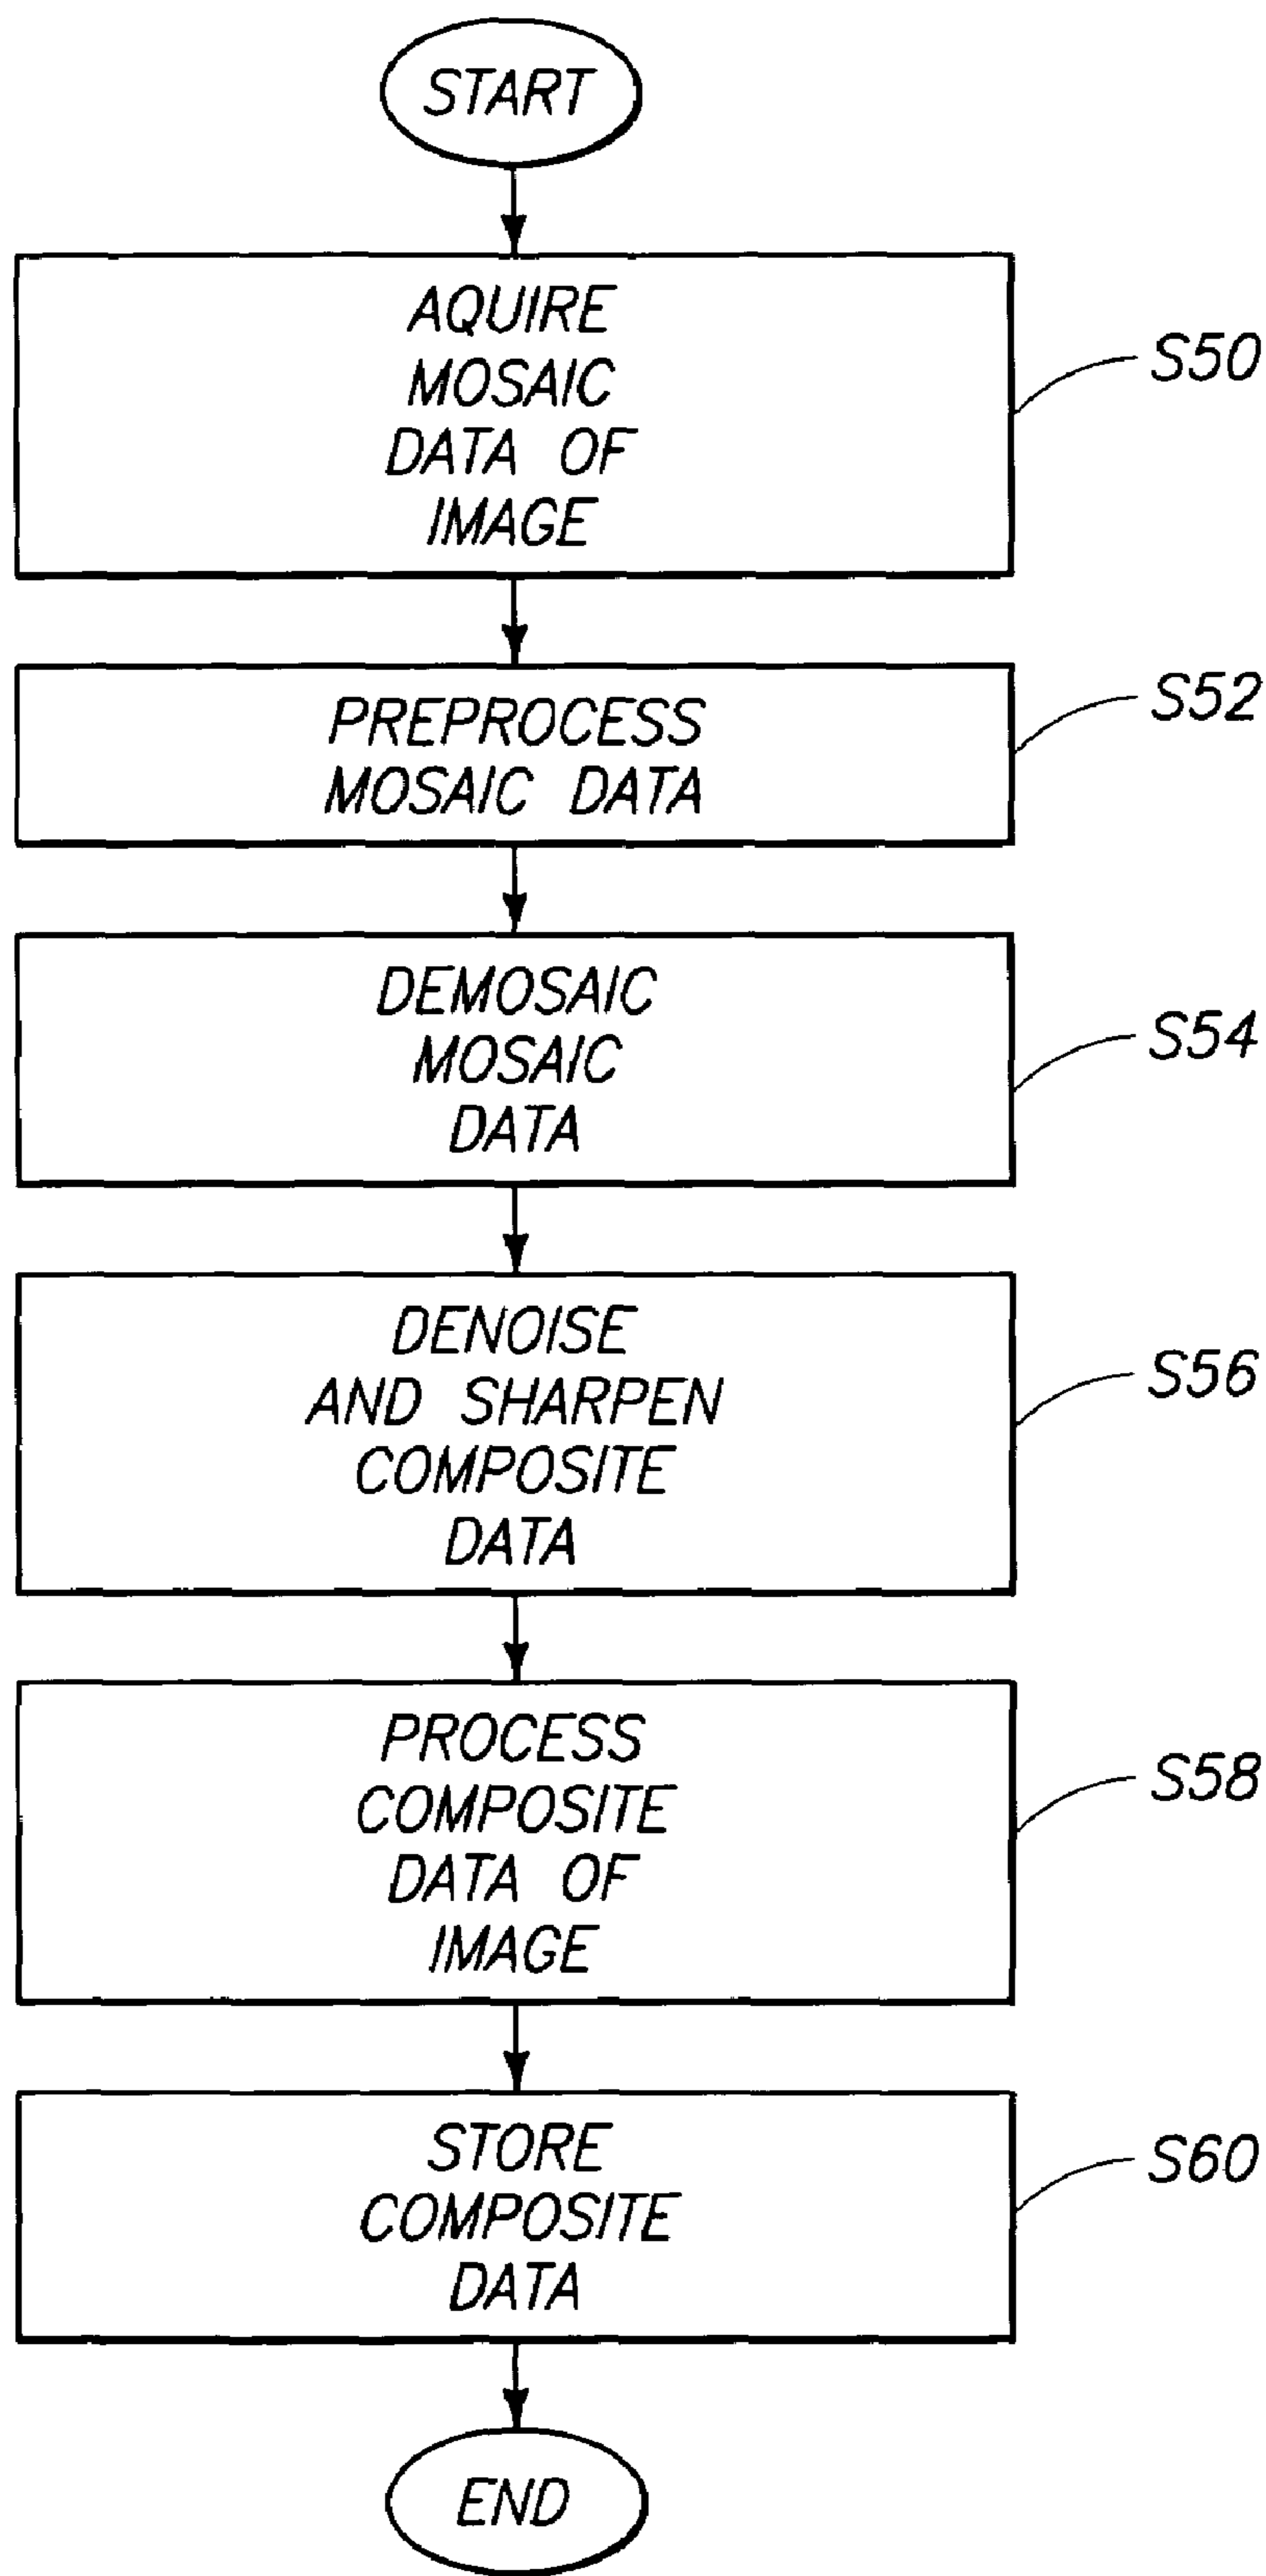 START
AQUIRE
MOSAIC
DATA OF
IMAGE
S50
PREPROCESS
MOSAIC DATA
S52
DEMOSAIC
MOSAIC
DATA
S54
DENOISE
AND SHARPEN
COMPOSITE
DATA
S56
PROCESS
COMPOSITE
DATA OF
IMAGE
S58
STORE
COMPOSITE
DATA
S60
END